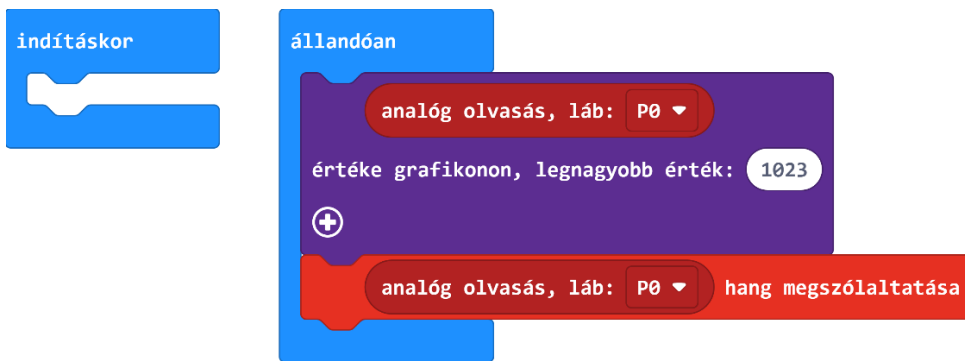 indításkor
állandóan
analóg olvasás, láb: P0
értéke grafikonon, legnagyobb érték: 1023
analóg olvasás, láb: P0 hang megszólaltatása